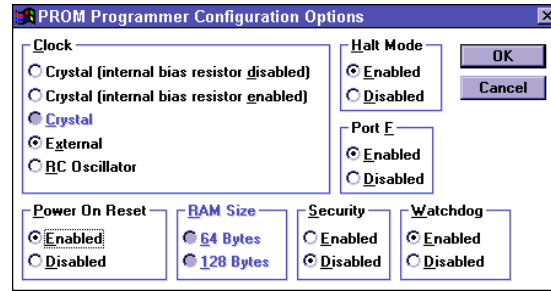 PROM Programmer Configuration Options
Clock
Crystal (internal bias resistor disabled)
Crystal (internal bias resistor enabled)
Crystal
External
RC Oscillator
Halt Mode
Enabled
Disabled
OK
Cancel
Port F
Enabled
Disabled
Power On Reset
Enabled
Disabled
RAM Size
64 Bytes
128 Bytes
Security
Enabled
Disabled
Watchdog
Enabled
Disabled